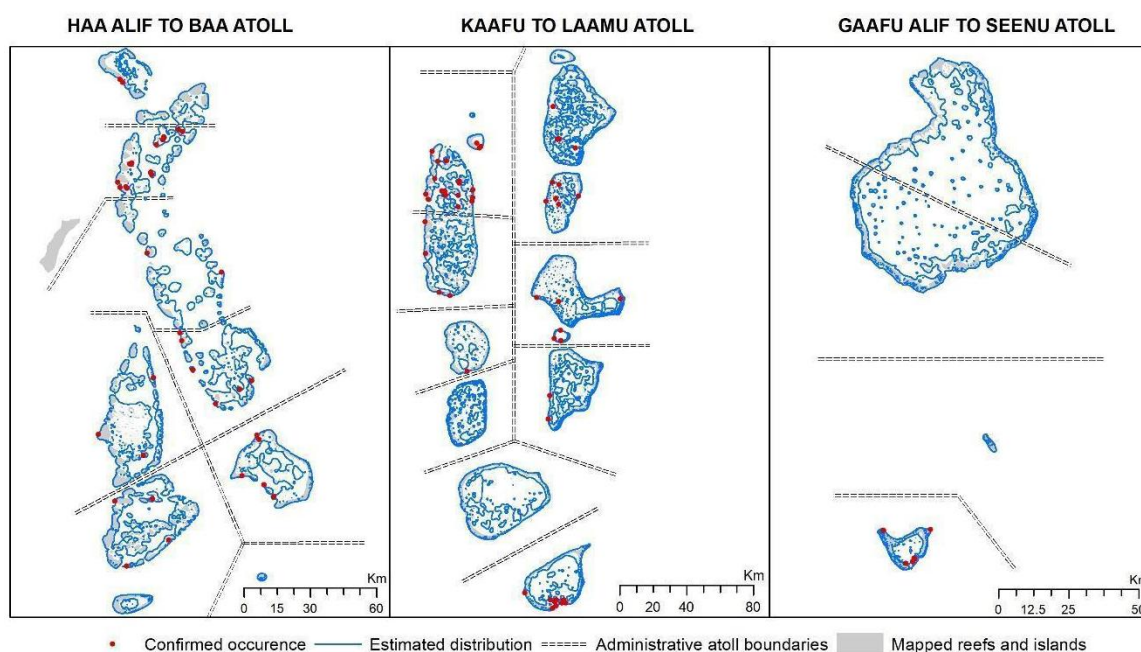 HAA ALIF TO BAA ATOLL
KAAFU TO LAAMU ATOLL
GAAFU ALIF TO SEENU ATOLL
Km
0 15 30 60
Km
0 20 40 80
Km
0 12.5 25 50
Confirmed occurence
Estimated distribution
Administrative atoll boundaries
Mapped reefs and islands